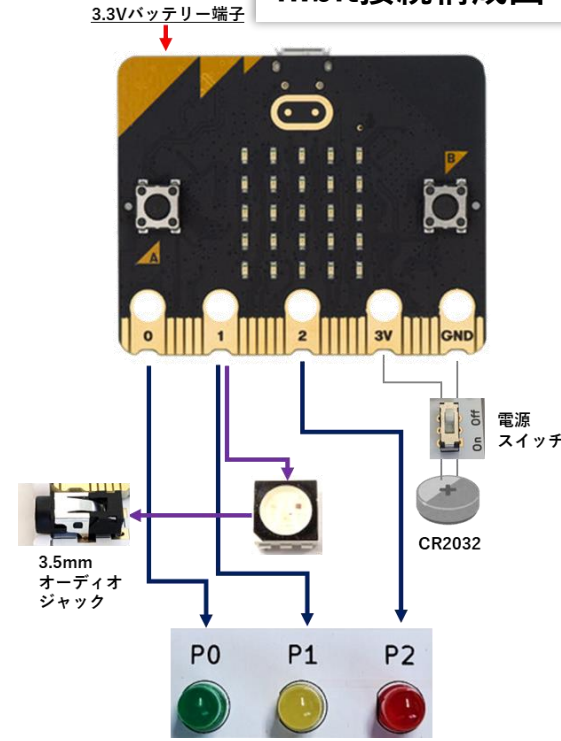 3.3Vバッテリー端子
A
B
0
1
2
3V
GND
電源
スイッチ
On Off
CR2032
3.5mm
オーディオ
ジャック
P0
P1
P2